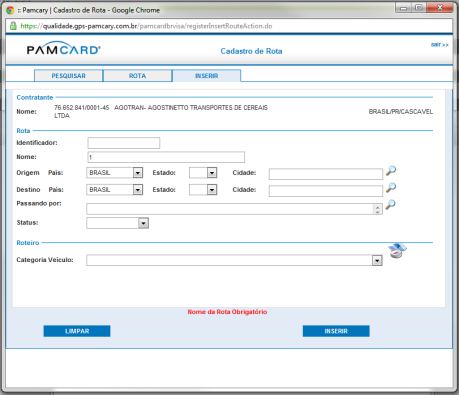 :: Pamcary | Cadastro de Rota - Google Chrome
https://qualidade.gps-pamcary.com.br/pamcardbrvisa/registerInsertRouteAction.do
PAMCARD
Cadastro de Rota
sair >>
PESQUISAR ROTA INSERIR
Contratante
Nome: 76.652.841/0001-45 AGOTRAN- AGOSTINETTO TRANSPORTES DE CEREAIS LTDA BRASIL/PR/CASCAVEL
Rota
Identificador:
Nome: 1
Origem País: BRASIL Estado: Cidade:
Destino País: BRASIL Estado: Cidade:
Passando por:
Status:
Roteiro
Categoria Veículo:
Nome da Rota Obrigatório
LIMPAR INSERIR